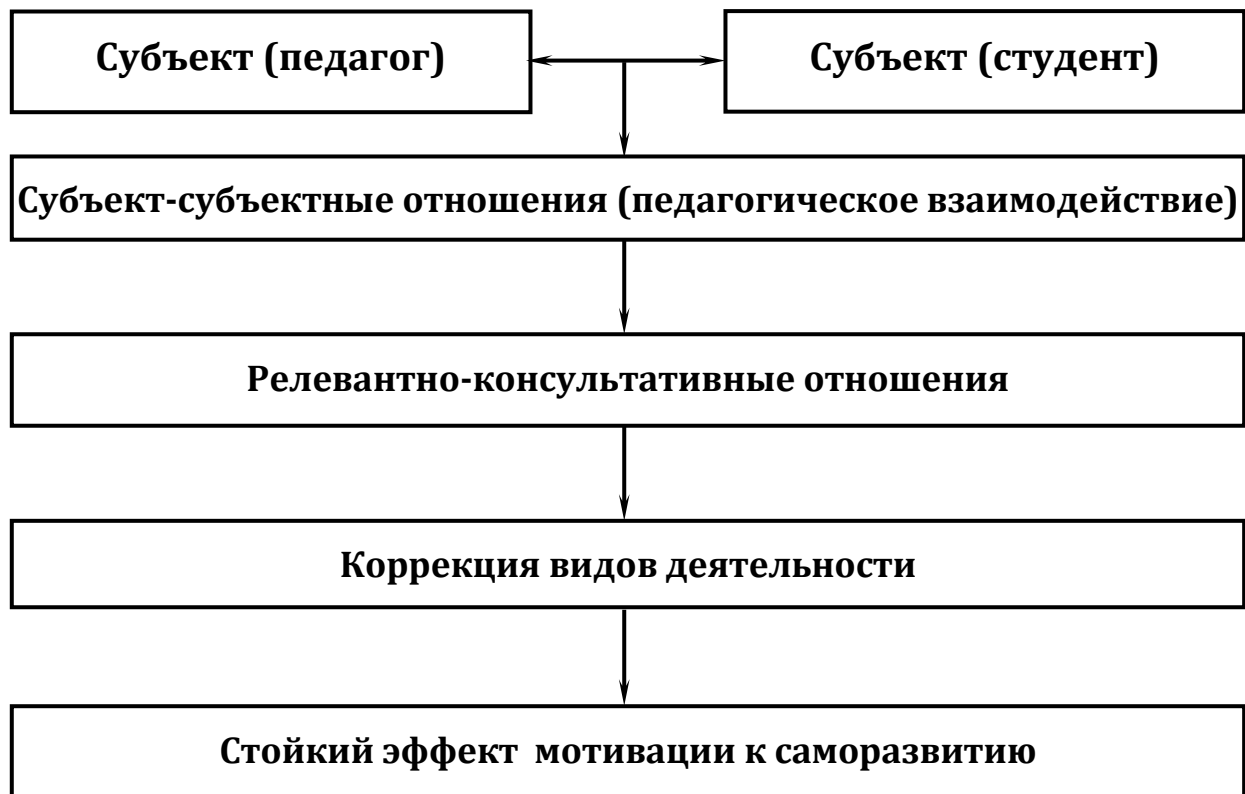 Субъект (педагог)
Субъект (студент)
Субъект-субъектные отношения (педагогическое взаимодействие)
Релевантно-консультативные отношения
Коррекция видов деятельности
Стойкий эффект  мотивации к саморазвитию